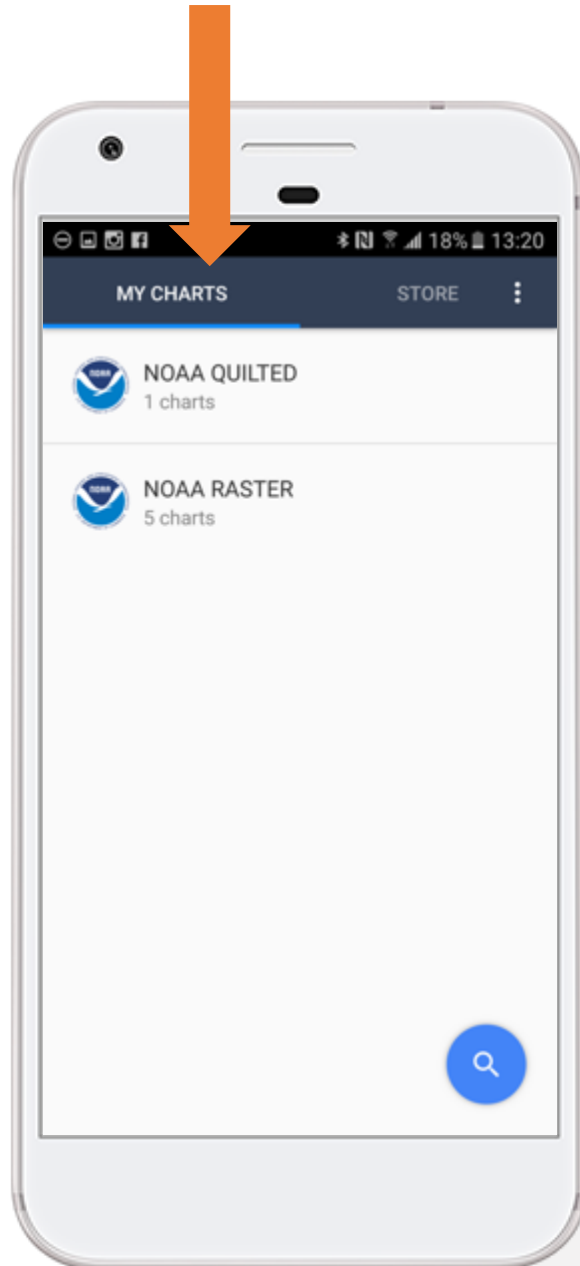 18% 13:20
MY CHARTS STORE
NOAA QUILTED
1 charts
NOAA RASTER
5 charts